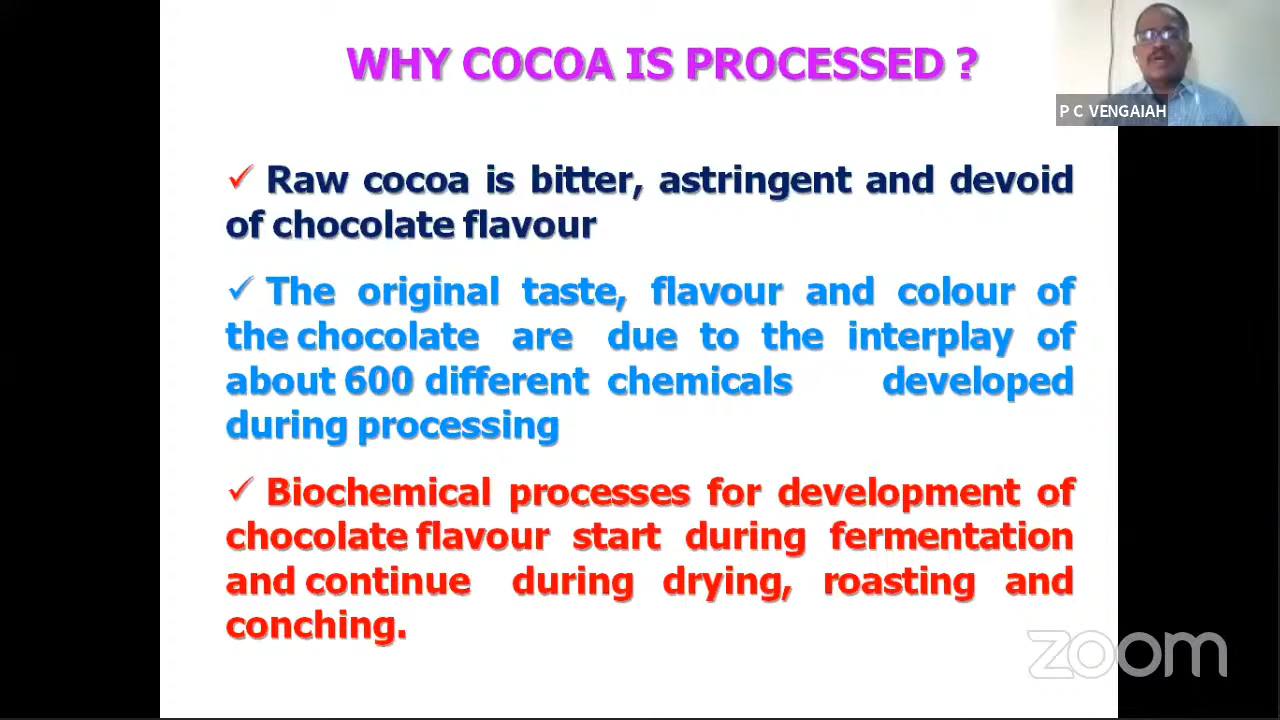 WHY COCOA IS PROCESSED ?
P C VENGAIAH
✓ Raw cocoa is bitter, astringent and devoid
of chocolate flavour
✓ The original taste, flavour and colour of
the chocolate are due to the interplay of
about 600 different chemicals developed
during processing
✓ Biochemical processes for development of
chocolate flavour start during fermentation
and continue during drying, roasting and
conching.
zoom